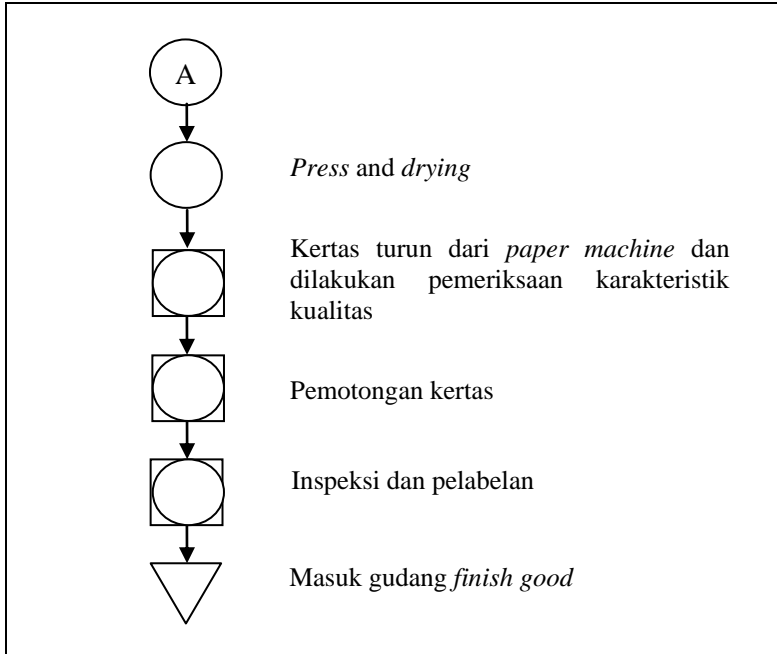 A
Press and drying
Kertas turun dari paper machine dan
dilakukan pemeriksaan karakteristik
kualitas
Pemotongan kertas
Inspeksi dan pelabelan
Masuk gudang finish good